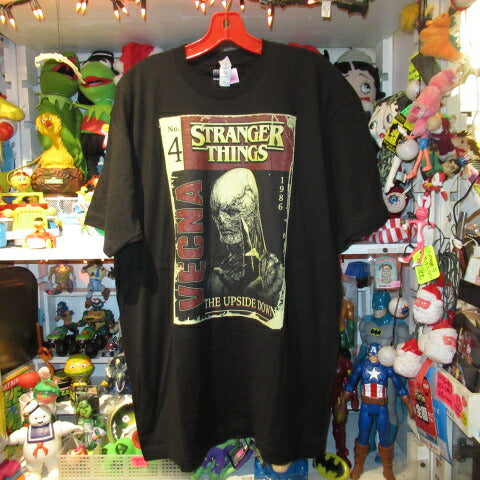 No.
4
STRANGER
THINGS
VECNA
1986
THE UPSIDE DOWN